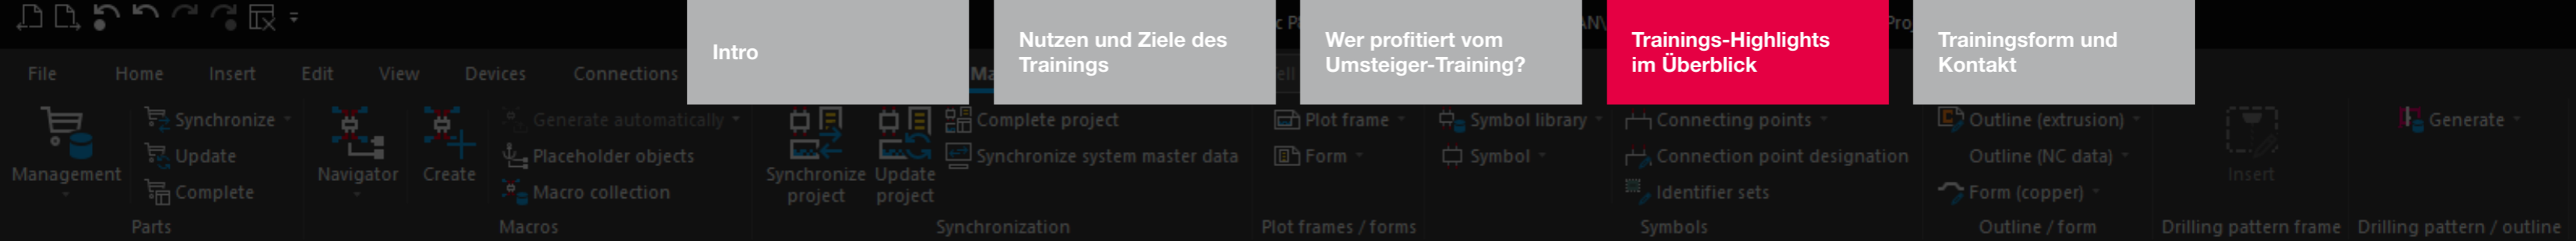 Intro
Nutzen und Ziele des
Trainings
Wer profitiert vom
Umsteiger-Training?
Trainings-Highlights
im Überblick
Trainingsform und
Kontakt
File Home Insert Edit View Devices Connections
Management
Synchronize
Update
Complete
Parts
Navigator
Create
Generate automatically
Placeholder objects
Macro collection
Macros
Synchronize
project
Update
project
Complete project
Synchronize system master data
Synchronization
Plot frame
Form
Plot frames / forms
Symbol library
Symbol
Connecting points
Connection point designation
Identifier sets
Symbols
Outline (extrusion)
Outline (NC data)
Form (copper)
Outline / form
Insert
Drilling pattern frame
Generate
Drilling pattern / outline